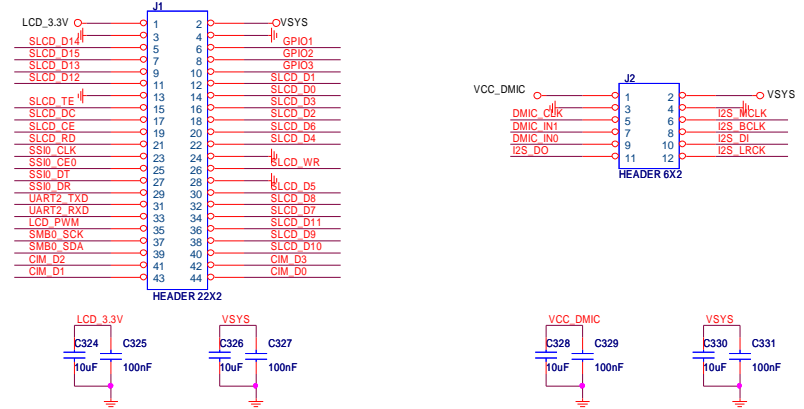 J1
LCD_3.3V 1 2 VSYS
3 4
SLCD_D14 5 6 GPIO1
SLCD_D15 7 8 GPIO2
SLCD_D13 9 10 GPIO3
SLCD_D12 11 12 SLCD_D1
13 14 SLCD_D0
SLCD_TE 15 16 SLCD_D3
SLCD_DC 17 18 SLCD_D2
SLCD_CE 19 20 SLCD_D6
SLCD_RD 21 22 SLCD_D4
SSI0_CLK 23 24
SSI0_CE0 25 26 SLCD_WR
SSI0_DT 27 28
SSI0_DR 29 30 SLCD_D5
UART2_TXD 31 32 SLCD_D8
UART2_RXD 33 34 SLCD_D7
LCD_PWM 35 36 SLCD_D11
SMB0_SCK 37 38 SLCD_D9
SMB0_SDA 39 40 SLCD_D10
CIM_D2 41 42 CIM_D3
CIM_D1 43 44 CIM_D0
HEADER 22X2
J2
VCC_DMIC 1 2 VSYS
3 4
DMIC_CLK 5 6 I2S_MCLK
DMIC_IN1 7 8 I2S_BCLK
DMIC_IN0 9 10 I2S_DI
I2S_DO 11 12 I2S_LRCK
HEADER 6X2
LCD_3.3V
C324 C325
10uF 100nF
VSYS
C326 C327
10uF 100nF
VCC_DMIC
C328 C329
10uF 100nF
VSYS
C330 C331
10uF 100nF